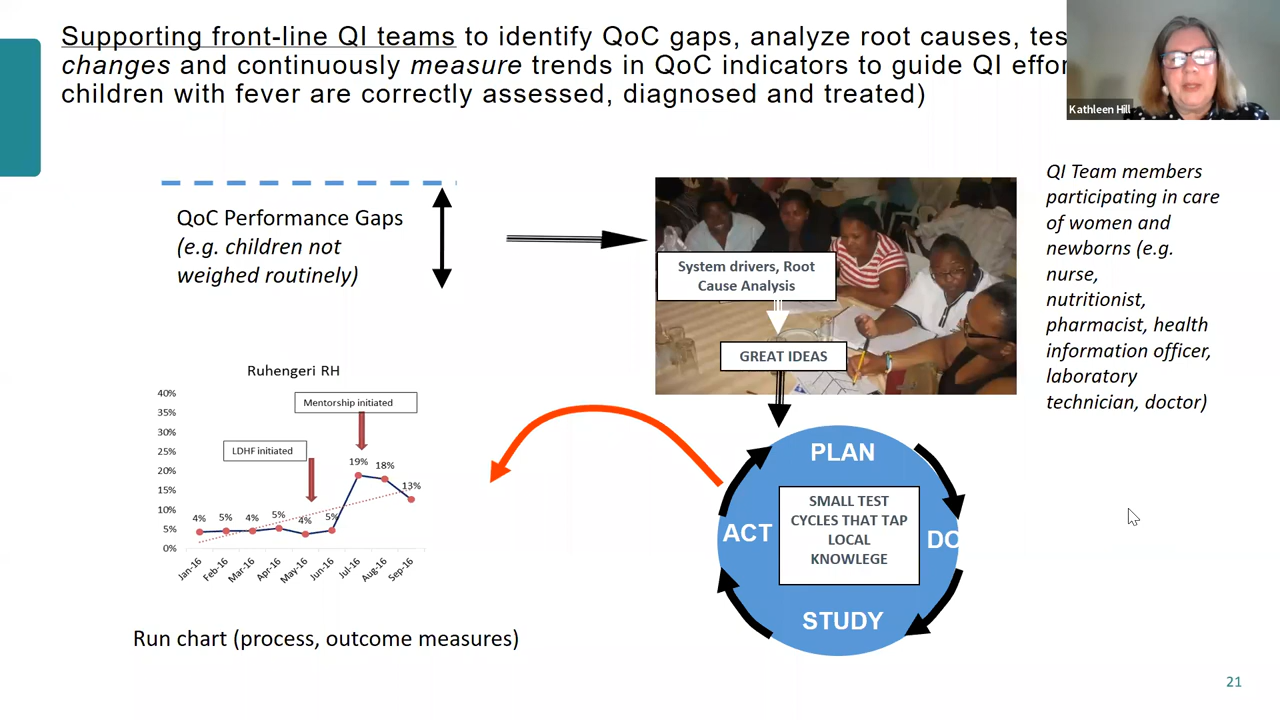 Supporting front-line QI teams to identify QoC gaps, analyze root causes, tes
changes and continuously measure trends in QoC indicators to guide QI effor
children with fever are correctly assessed, diagnosed and treated)
Kathleen Hill
QoC Performance Gaps
(e.g. children not
weighed routinely)
System drivers, Root
Cause Analysis
GREAT IDEAS
QI Team members
participating in care
of women and
newborns (e.g.
nurse,
nutritionist,
pharmacist, health
information officer,
laboratory
technician, doctor)
Ruhengeri RH
40%
35%
30%
25%
20%
15%
10%
5%
0%
Mentorship initiated
LDHF initiated
4%
5%
4%
5%
4%
5%
19%
18%
13%
Jan-16
Feb-16
Mar-16
Apr-16
May-16
Jun-16
Jul-16
Aug-16
Sep-16
Run chart (process, outcome measures)
PLAN
DO
STUDY
ACT
SMALL TEST
CYCLES THAT TAP
LOCAL
KNOWLEGE
21